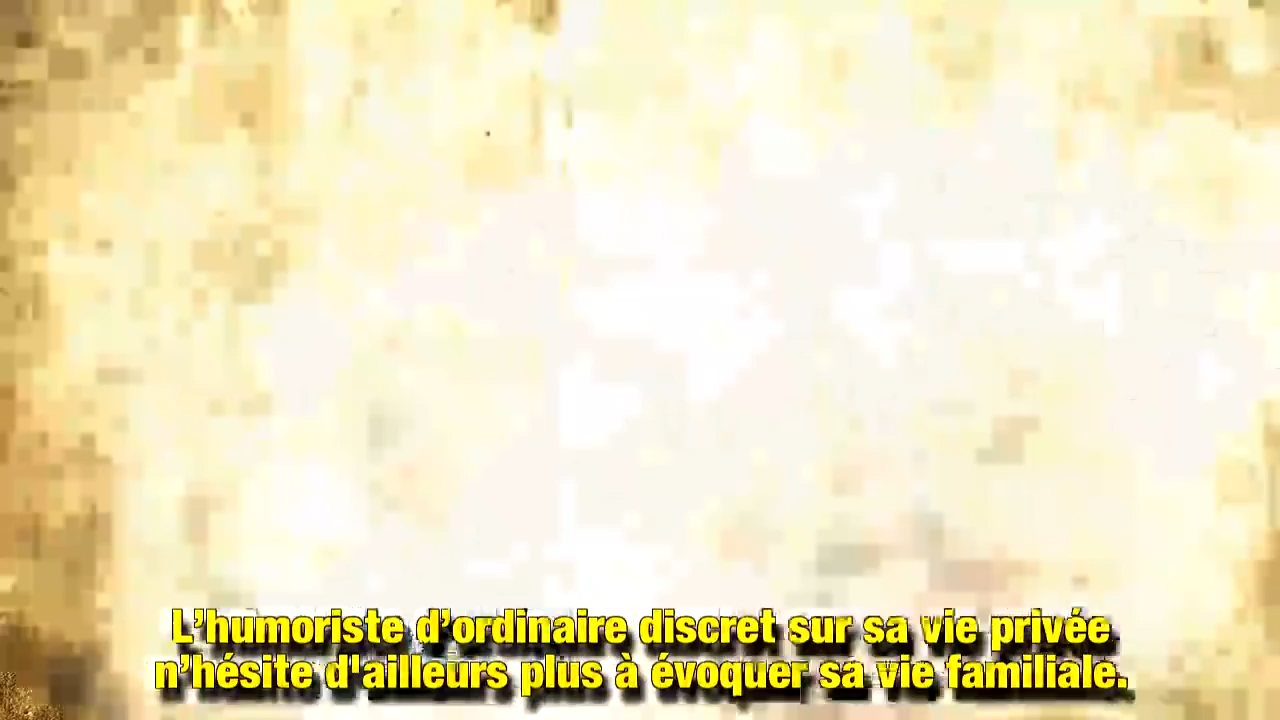 L’humoriste d’ordinaire discret sur sa vie privée
n’hésite d'ailleurs plus à évoquer sa vie familiale.